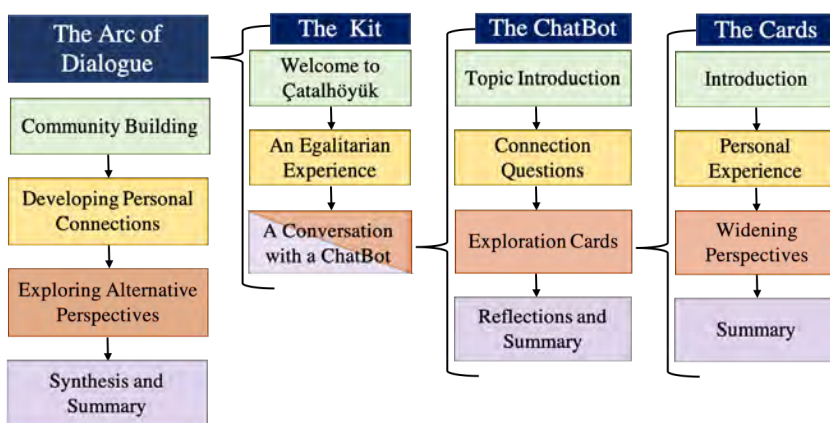 The Arc of
Dialogue
Community Building
Developing Personal
Connections
Exploring Alternative
Perspectives
Synthesis and
Summary
The Kit
Welcome to
Çatalhöyük
An Egalitarian
Experience
A Conversation
with a ChatBot
The ChatBot
Topic Introduction
Connection
Questions
Exploration Cards
Reflections and
Summary
The Cards
Introduction
Personal
Experience
Widening
Perspectives
Summary